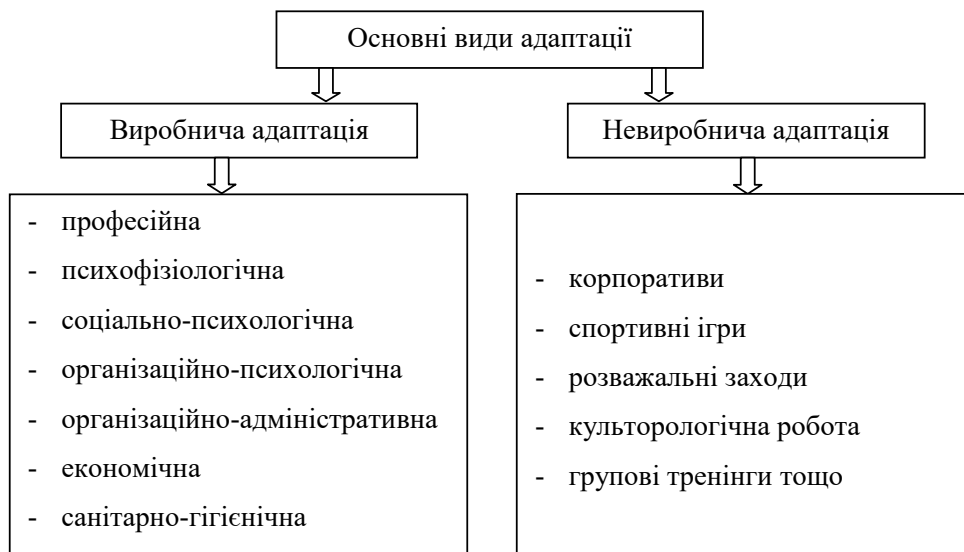 Основні види адаптації
Виробнича адаптація
Невиробнича адаптація
- професійна
- психофізіологічна
- соціально-психологічна
- організаційно-психологічна
- організаційно-адміністративна
- економічна
- санітарно-гігієнічна
- корпоративи
- спортивні ігри
- розважальні заходи
- культорологічна робота
- групові тренінги тощо